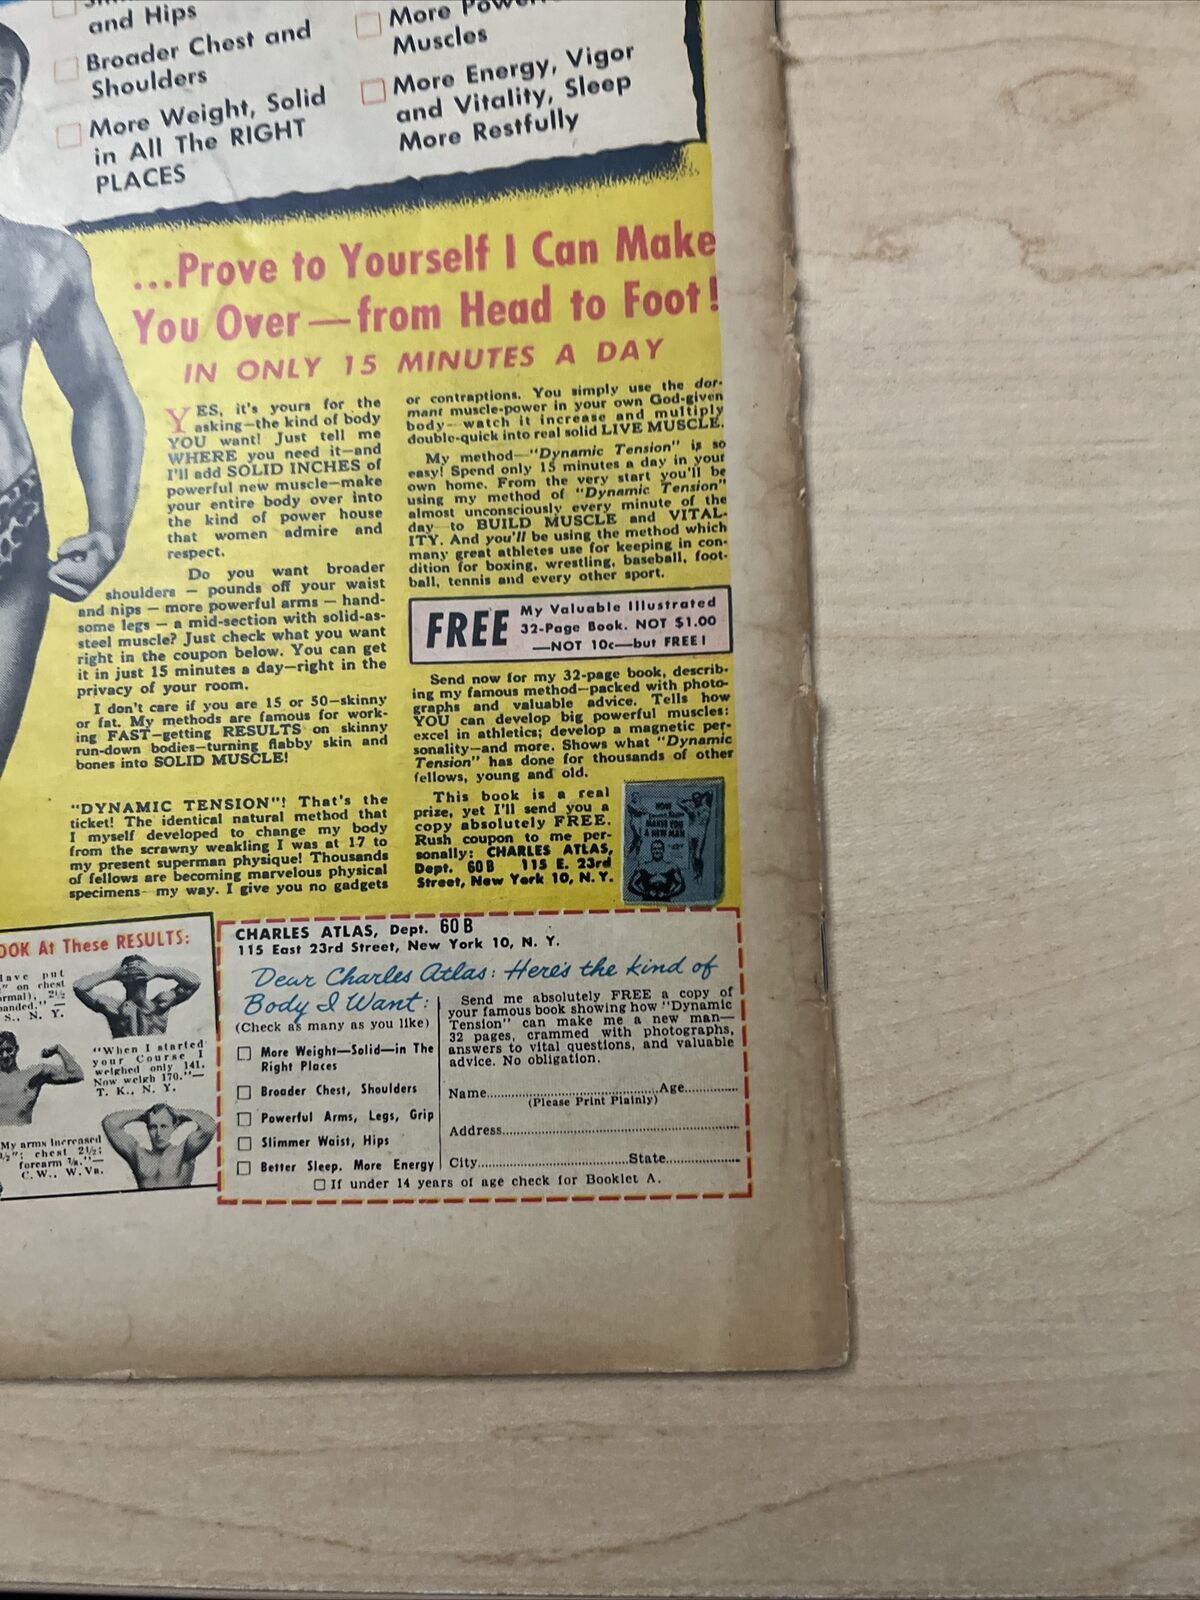 and Hips
Broader Chest and
Shoulders
More Weight, Solid
in All The RIGHT
PLACES
More
Muscles
More Energy, Vigor
and Vitality, Sleep
More Restfully
...Prove to Yourself I Can Make
You Over—from Head to Foot!
IN ONLY 15 MINUTES A DAY
YES, it's yours for the
asking—the kind of body
YOU want! Just tell me
WHERE you need it—and
I'll add SOLID INCHES of
powerful new muscle—make
your entire body over into
the kind of power house
that women admire and
respect.
Do you want broader
shoulders — pounds off your waist
and hips — more powerful arms — hand-
some legs — a mid-section with solid-as-
steel muscle? Just check what you want
right in the coupon below. You can get
it in just 15 minutes a day—right in the
privacy of your room.
I don't care if you are 15 or 50—skinny
or fat. My methods are famous for work-
ing FAST—getting RESULTS on skinny
run-down bodies—turning flabby skin and
bones into SOLID MUSCLE!
"DYNAMIC TENSION"! That's the
ticket! The identical natural method that
I myself developed to change my body
from the scrawny weakling I was at 17 to
my present superman physique! Thousands
of fellows are becoming marvelous physical
specimens—my way. I give you no gadgets
or contraptions. You simply use the dor-
mant muscle-power in your own God-given
body—watch it increase and multiply
double-quick into real solid LIVE MUSCLE.
My method—"Dynamic Tension" is so
easy! Spend only 15 minutes a day in your
own home. From the very start you'll be
using my method of "Dynamic Tension"
almost unconsciously every minute of the
day to BUILD MUSCLE and VITAL-
ITY. And you'll be using the method which
many great athletes use for keeping in con-
dition for boxing, wrestling, baseball, foot-
ball, tennis and every other sport.
FREE
My Valuable Illustrated
32-Page Book. NOT $1.00
—NOT 10c—but FREE!
Send now for my 32-page book, describ-
ing my famous method—packed with photo-
graphs and valuable advice. Tells how
YOU can develop big powerful muscles:
excel in athletics; develop a magnetic per-
sonality—and more. Shows what "Dynamic
Tension" has done for thousands of other
fellows, young and old.
This book is a real
prize, yet I'll send you a
copy absolutely FREE.
Rush coupon to me per-
sonally: CHARLES ATLAS,
Dept. 60B 115 E. 23rd
Street, New York 10, N. Y.
MAKES YOU
A NEW MAN
OOK At These RESULTS:
have put
" on chest
ormal), 2½
panded." —
S., N. Y.
"When I started
your Course I
weighed only 141.
Now weigh 170."—
T. K., N. Y.
My arms increased
½"; chest 2½;
forearm ⅞."—
C. W., W. Va.
CHARLES ATLAS, Dept. 60B
115 East 23rd Street, New York 10, N. Y.
Dear Charles Atlas: Here's the kind of
Body I Want:
(Check as many as you like)
More Weight—Solid—in The
Right Places
Broader Chest, Shoulders
Powerful Arms, Legs, Grip
Slimmer Waist, Hips
Better Sleep. More Energy
Send me absolutely FREE a copy of
your famous book showing how "Dynamic
Tension" can make me a new man—
32 pages, crammed with photographs,
answers to vital questions, and valuable
advice. No obligation.
Name..........Age..........
(Please Print Plainly)
Address..........
City..........State..........
If under 14 years of age check for Booklet A.